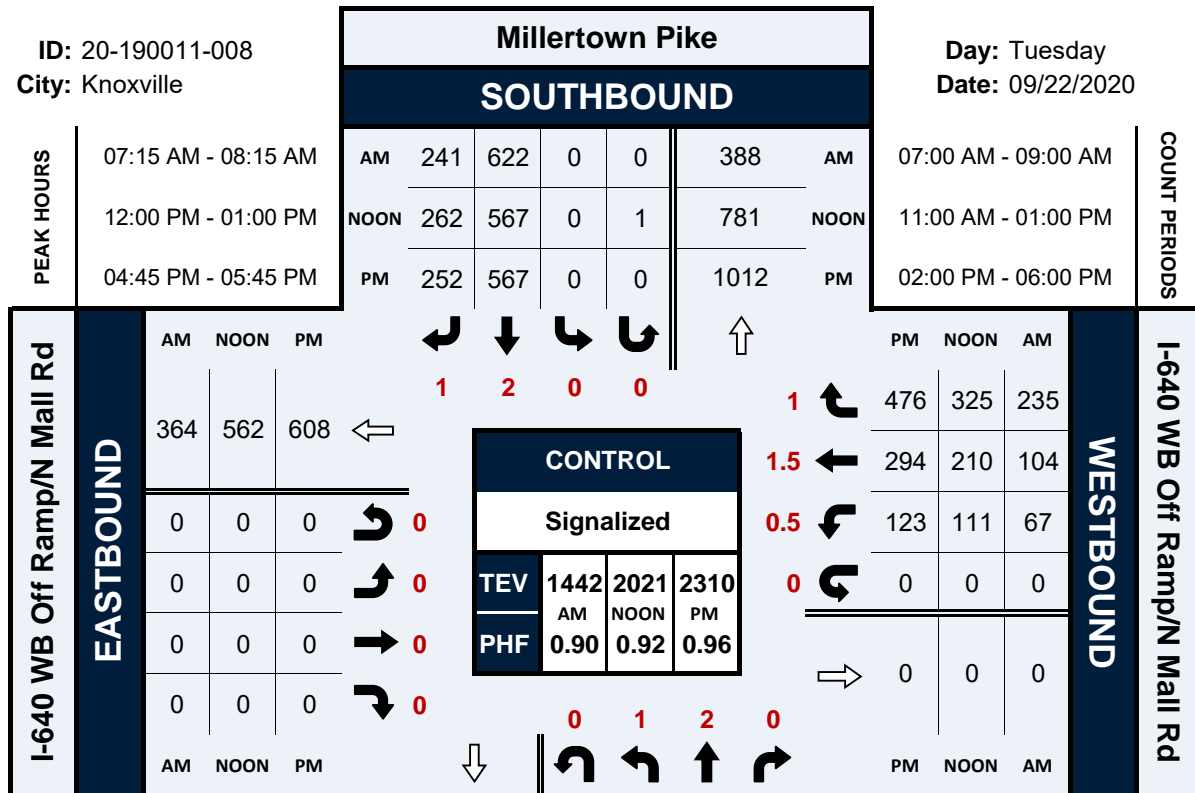 Millertown Pike
SOUTHBOUND
ID: 20-190011-008
City: Knoxville
Day: Tuesday
Date: 09/22/2020
PEAK HOURS
07:15 AM - 08:15 AM
12:00 PM - 01:00 PM
04:45 PM - 05:45 PM
AM 241 622 0 0 388 AM
NOON 262 567 0 1 781 NOON
PM 252 567 0 0 1012 PM
07:00 AM - 09:00 AM
11:00 AM - 01:00 PM
02:00 PM - 06:00 PM
COUNT PERIODS
1 2 0 0
I-640 WB Off Ramp/N Mall Rd
EASTBOUND
AM NOON PM
364 562 608
0 0 0 0
0 0 0 0
0 0 0 0
0 0 0 0
AM NOON PM
CONTROL
Signalized
TEV 1442 2021 2310
AM NOON PM
PHF 0.90 0.92 0.96
PM NOON AM
1 476 325 235
1.5 294 210 104
0.5 123 111 67
0 0 0 0
0 0 0
PM NOON AM
WESTBOUND
I-640 WB Off Ramp/N Mall Rd
0 1 2 0